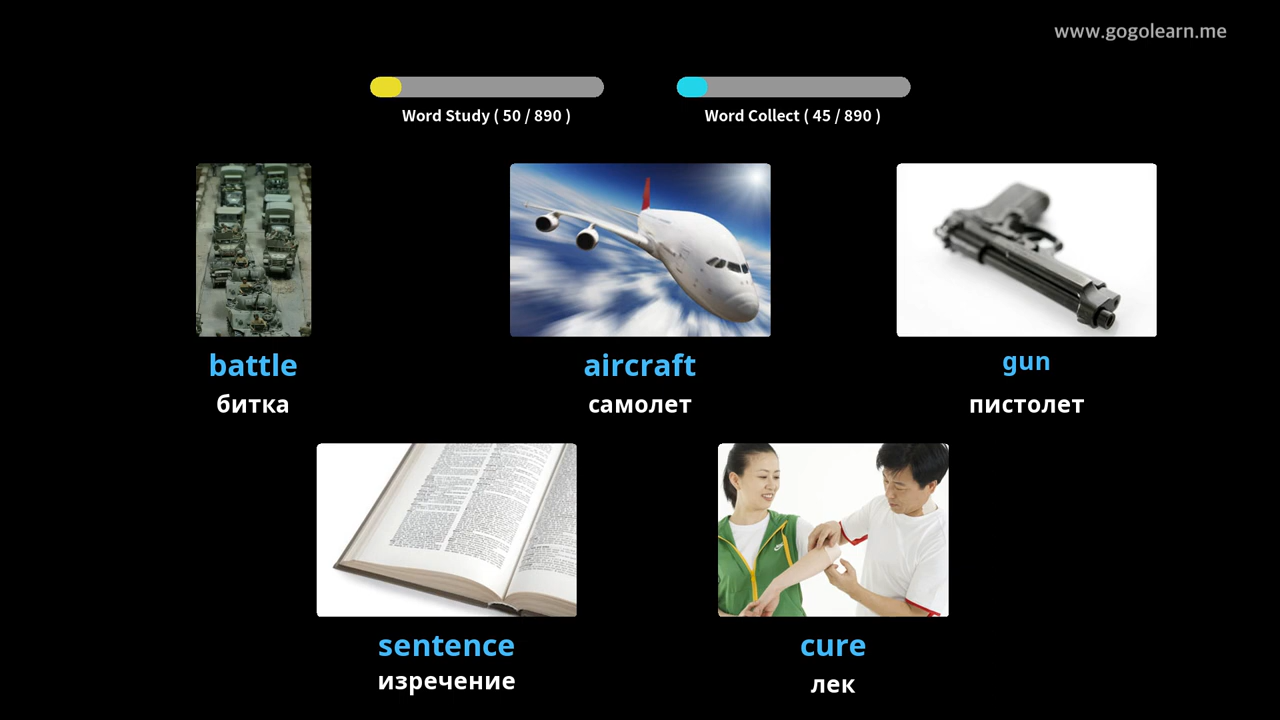 www.gogolearn.me
Word Study ( 50 / 890 )
Word Collect ( 45 / 890 )
battle
битка
aircraft
самолет
gun
пистолет
sentence
изречение
cure
лек